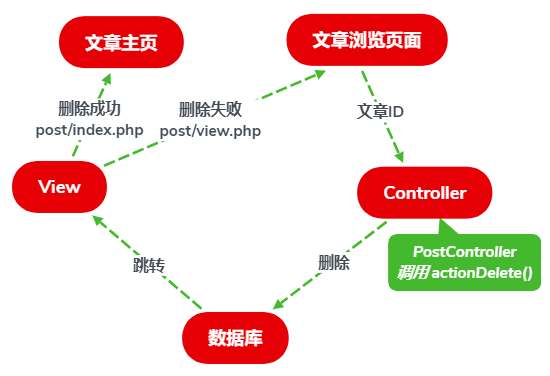 文章主页
文章浏览页面
删除成功
post/index.php
删除失败
post/view.php
文章ID
View
Controller
PostController
调用 actionDelete()
跳转
删除
数据库